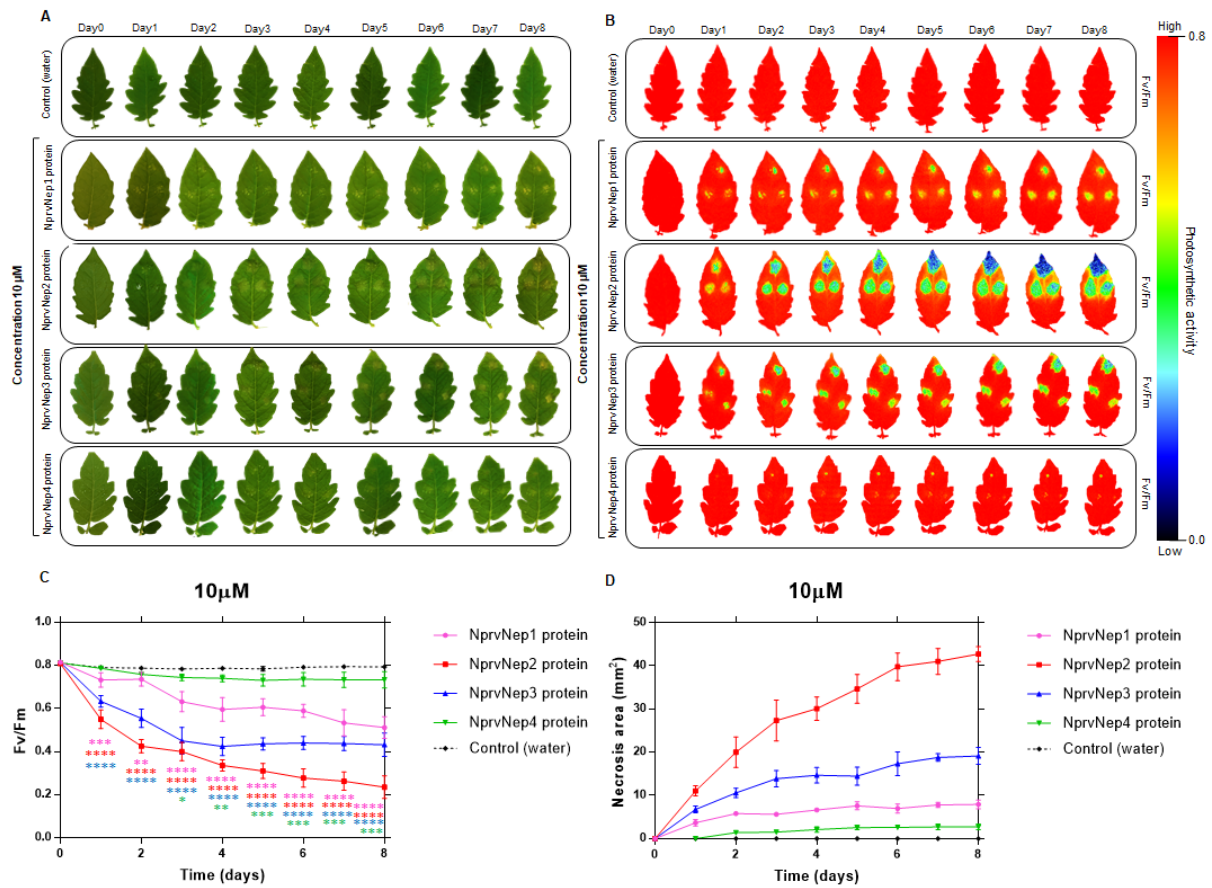 A
Day0 Day1 Day2 Day3 Day4 Day5 Day6 Day7 Day8
Control (water)
Concentration10 µM
NprvNep1 protein
NprvNep2 protein
NprvNep3 protein
NprvNep4 protein
B
Day0 Day1 Day2 Day3 Day4 Day5 Day6 Day7 Day8
Control (water)
Fv/Fm
Concentration10 µM
NprvNep1 protein
Fv/Fm
NprvNep2 protein
Fv/Fm
NprvNep3 protein
Fv/Fm
NprvNep4 protein
Fv/Fm
High
0.8
Photosynthetic activity
0.0
Low
C
10µM
Fv/Fm
1.0
0.8
0.6
0.4
0.2
0.0
*** ** **** **** **** **** **** ****
**** **** **** **** **** **** **** ****
**** **** **** **** **** **** **** ****
* ** *** *** *** ***
0 2 4 6 8
Time (days)
NprvNep1 protein
NprvNep2 protein
NprvNep3 protein
NprvNep4 protein
Control (water)
D
10µM
Necrosis area (mm²)
50
40
30
20
10
0
0 2 4 6 8
Time (days)
NprvNep1 protein
NprvNep2 protein
NprvNep3 protein
NprvNep4 protein
Control (water)